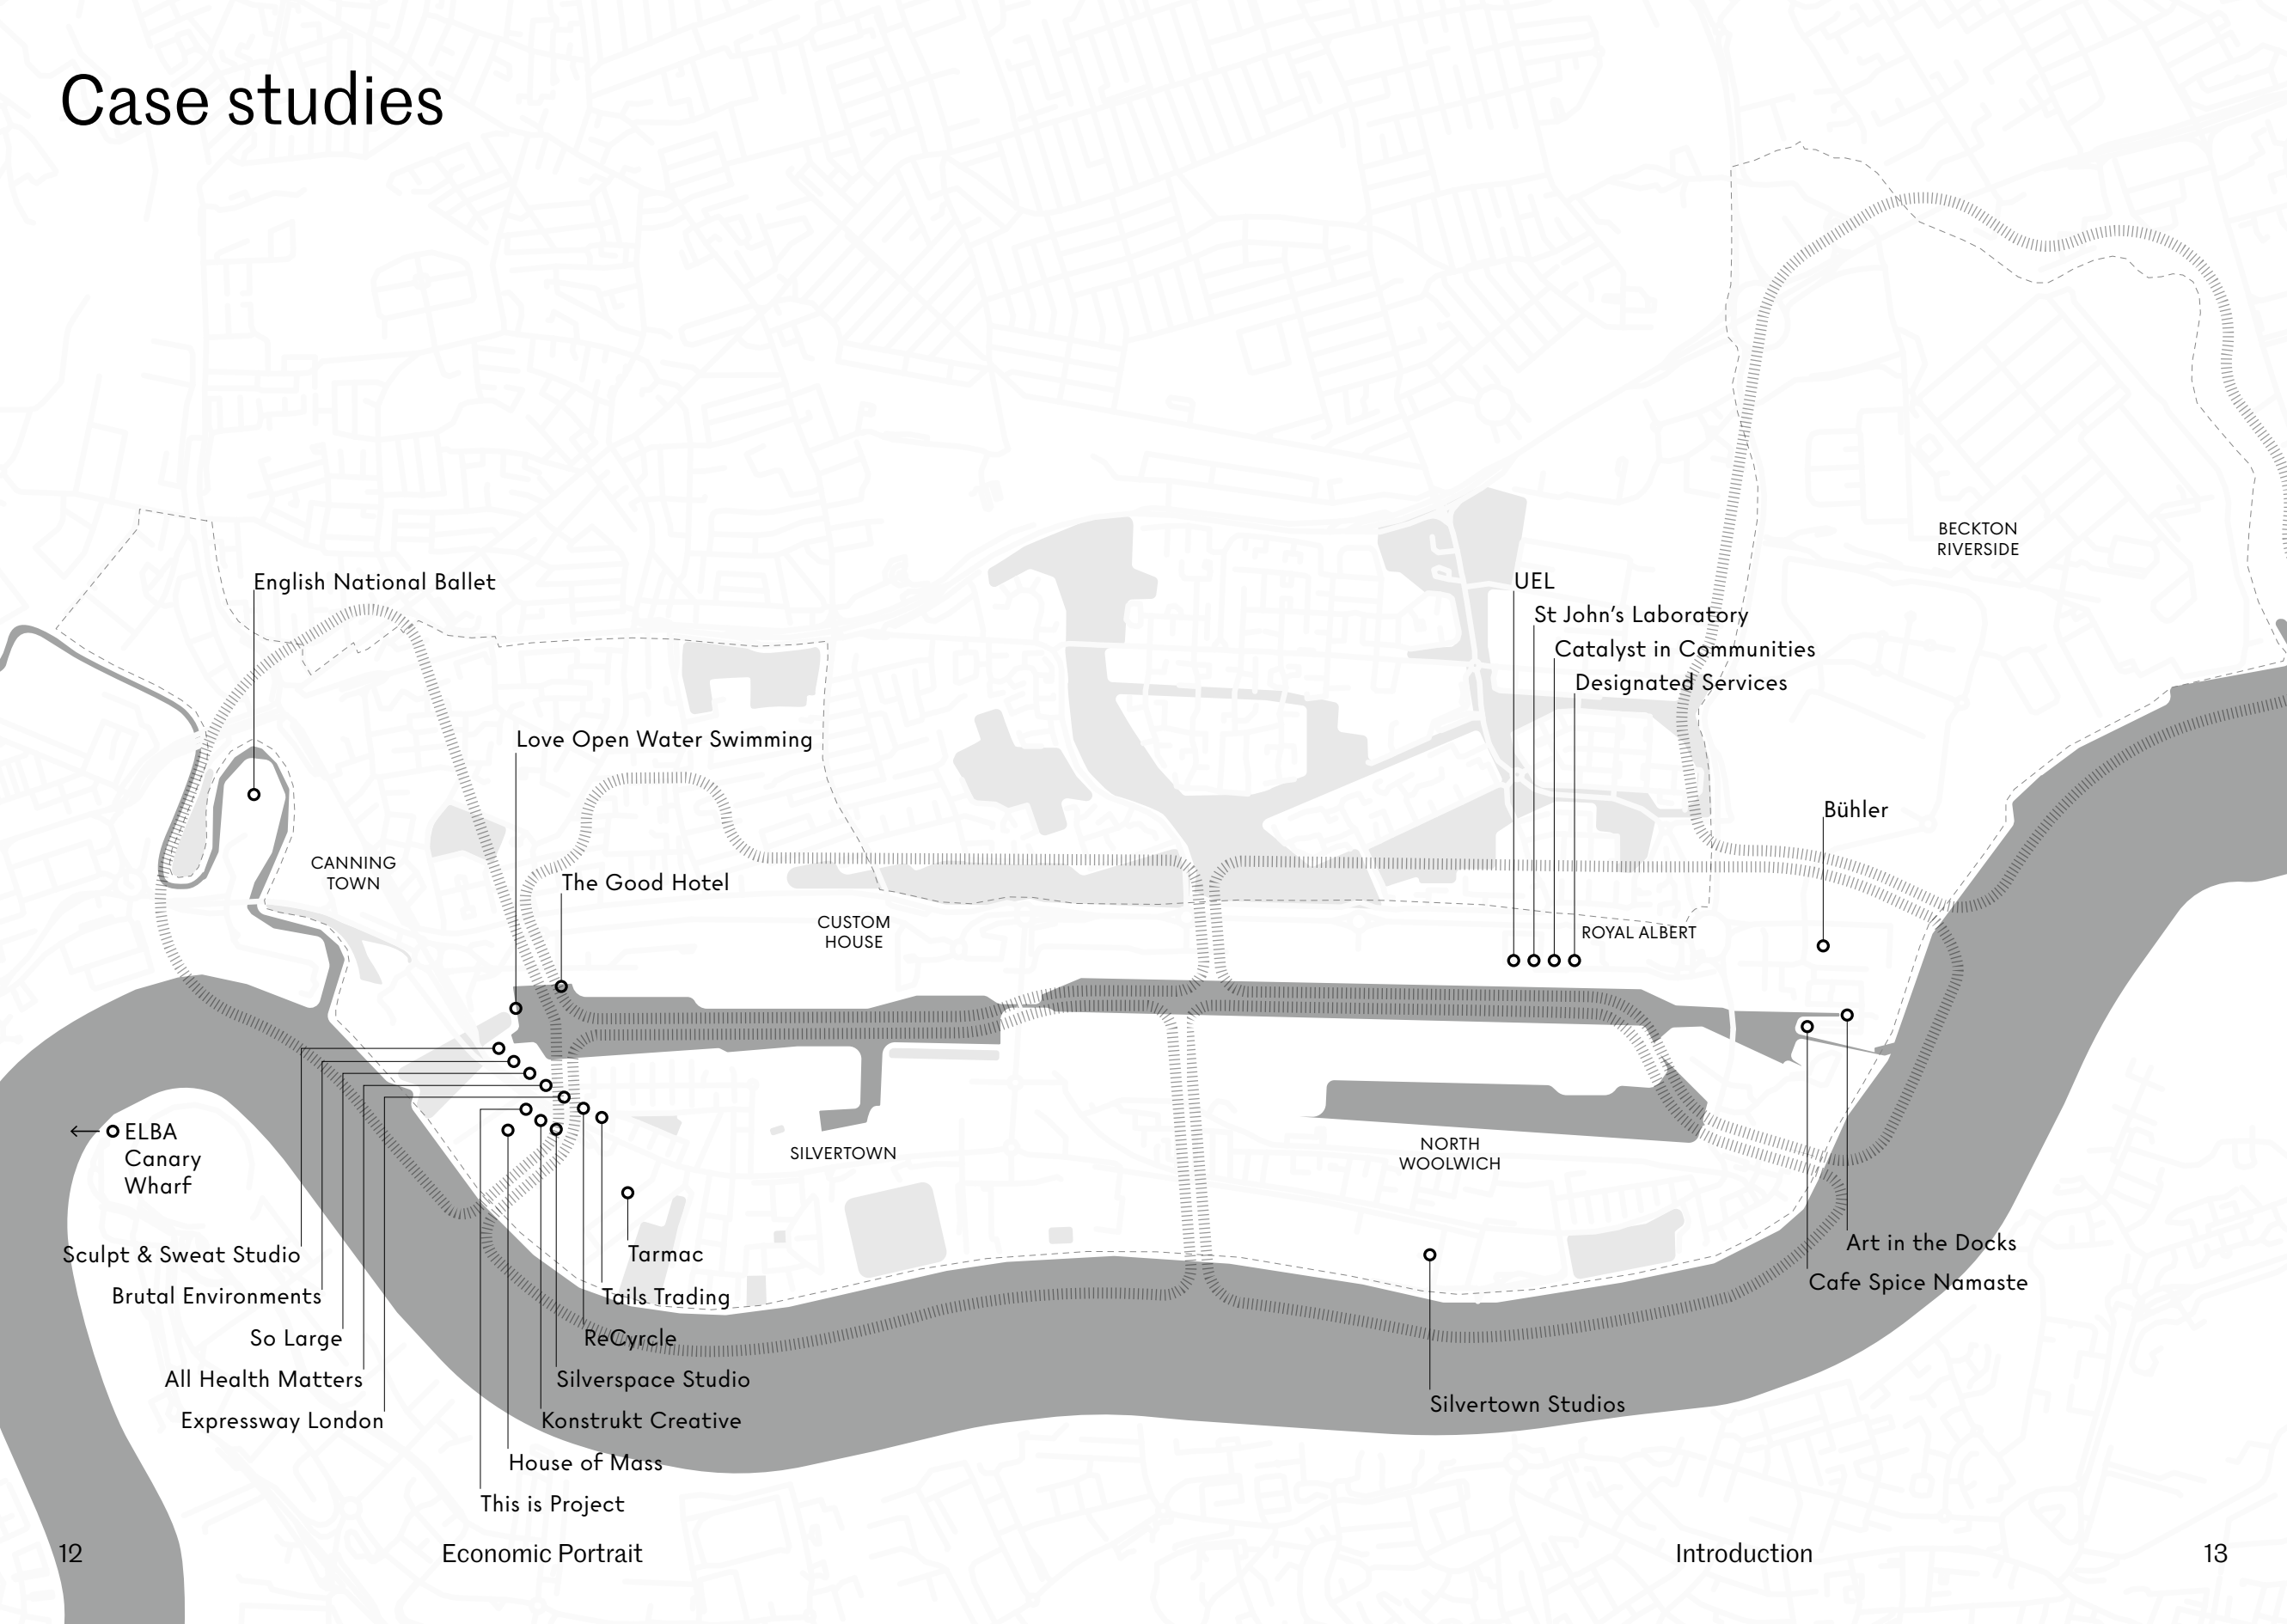 Case studies
BECKTON
RIVERSIDE
English National Ballet
UEL
St John’s Laboratory
Catalyst in Communities
Designated Services
Love Open Water Swimming
Bühler
CANNING
TOWN
The Good Hotel
CUSTOM
HOUSE
ROYAL ALBERT
ELBA
Canary
Wharf
SILVERTOWN
NORTH
WOOLWICH
Sculpt & Sweat Studio
Tarmac
Art in the Docks
Brutal Environments
Tails Trading
Cafe Spice Namaste
So Large
ReCyrcle
All Health Matters
Silverspace Studio
Expressway London
Konstrukt Creative
Silvertown Studios
House of Mass
This is Project
12
Economic Portrait
Introduction
13